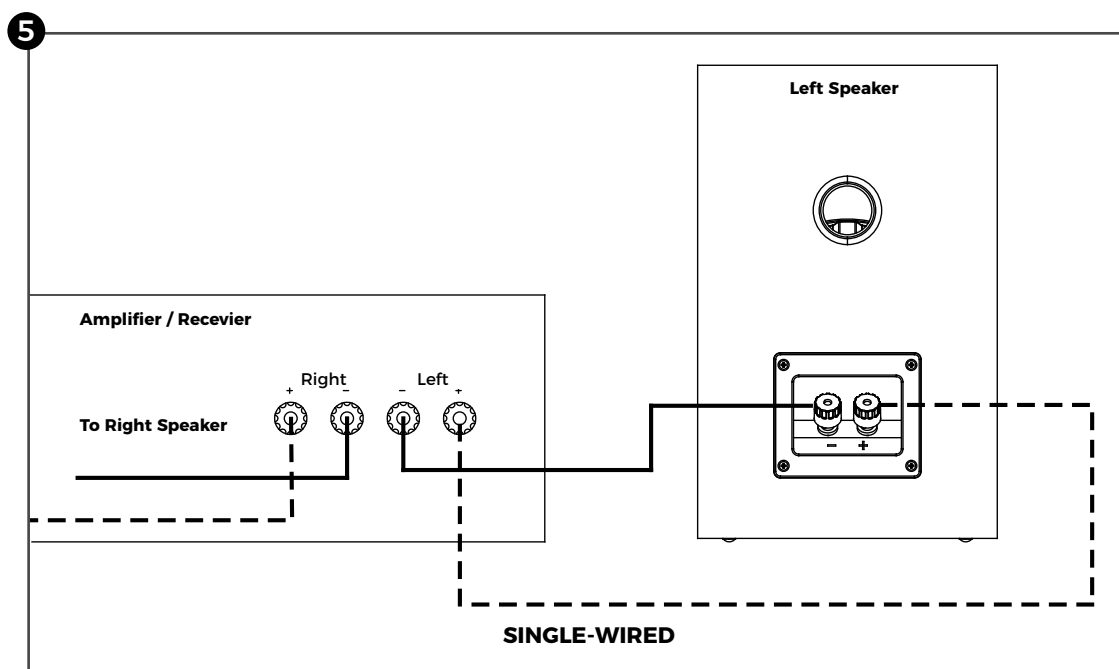 5
Left Speaker
Amplifier / Recevier
Right Left
+ - - +
To Right Speaker
- +
SINGLE-WIRED